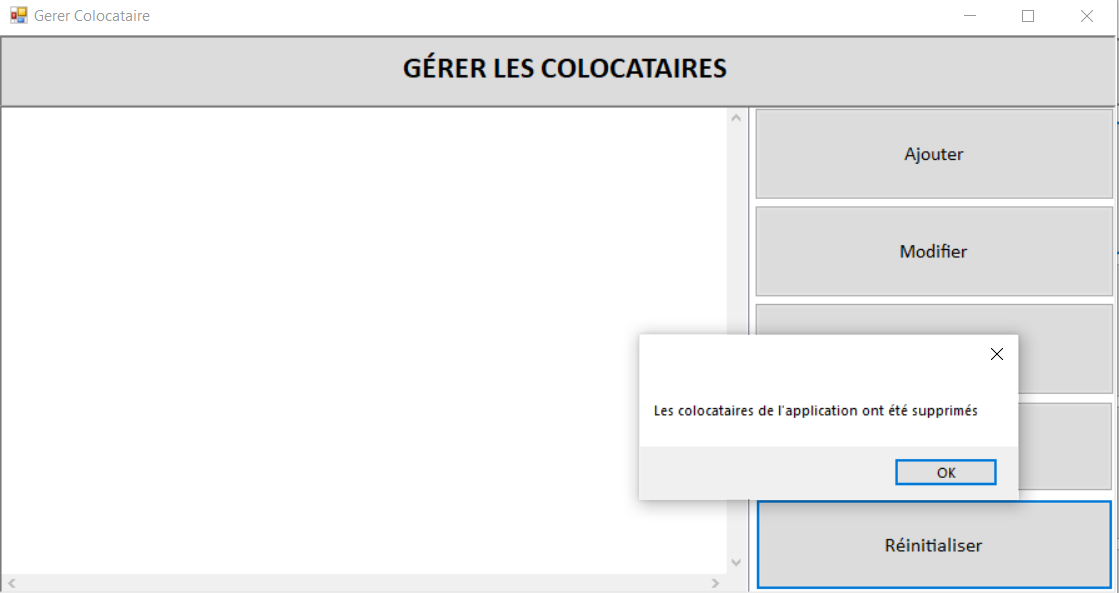 Gerer Colocataire
GÉRER LES COLOCATAIRES
Ajouter
Modifier
Les colocataires de l'application ont été supprimés
OK
Réinitialiser